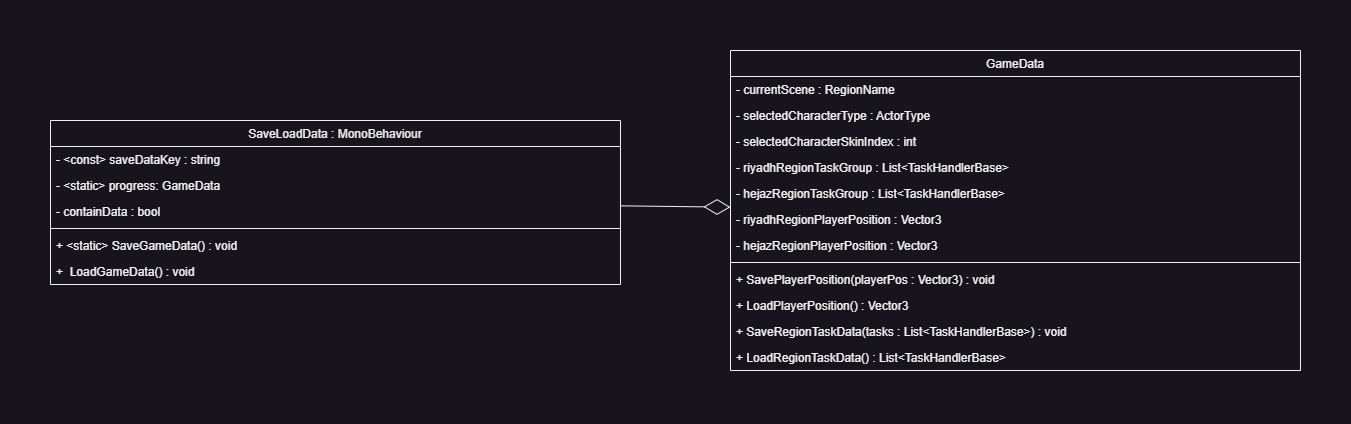 SaveLoadData : MonoBehaviour
- <const> saveDataKey : string
- <static> progress: GameData
- containData : bool
+ <static> SaveGameData() : void
+ LoadGameData() : void
GameData
- currentScene : RegionName
- selectedCharacterType : ActorType
- selectedCharacterSkinIndex : int
- riyadhRegionTaskGroup : List<TaskHandlerBase>
- hejazRegionTaskGroup : List<TaskHandlerBase>
- riyadhRegionPlayerPosition : Vector3
- hejazRegionPlayerPosition : Vector3
+ SavePlayerPosition(playerPos : Vector3) : void
+ LoadPlayerPosition() : Vector3
+ SaveRegionTaskData(tasks : List<TaskHandlerBase>) : void
+ LoadRegionTaskData() : List<TaskHandlerBase>